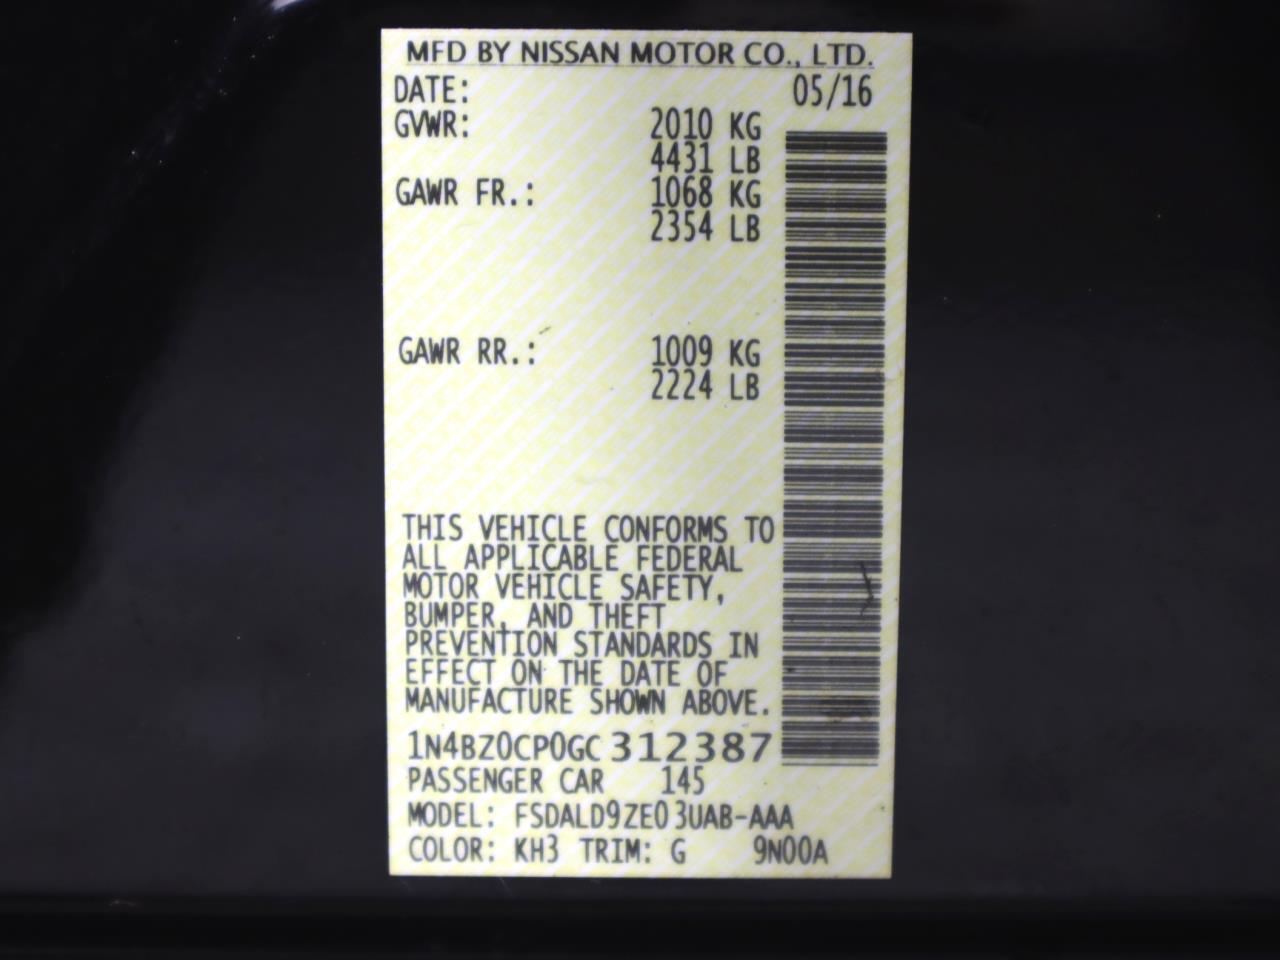 MFD BY NISSAN MOTOR CO., LTD.
DATE: 05/16
GVWR: 2010 KG
4431 LB
GAWR FR.: 1068 KG
2354 LB
GAWR RR.: 1009 KG
2224 LB
THIS VEHICLE CONFORMS TO
ALL APPLICABLE FEDERAL
MOTOR VEHICLE SAFETY,
BUMPER, AND THEFT
PREVENTION STANDARDS IN
EFFECT ON THE DATE OF
MANUFACTURE SHOWN ABOVE.
1N4BZ0CP0GC312387
PASSENGER CAR 145
MODEL: FSDALD9ZE03UAB-AAA
COLOR: KH3 TRIM: G 9N00A